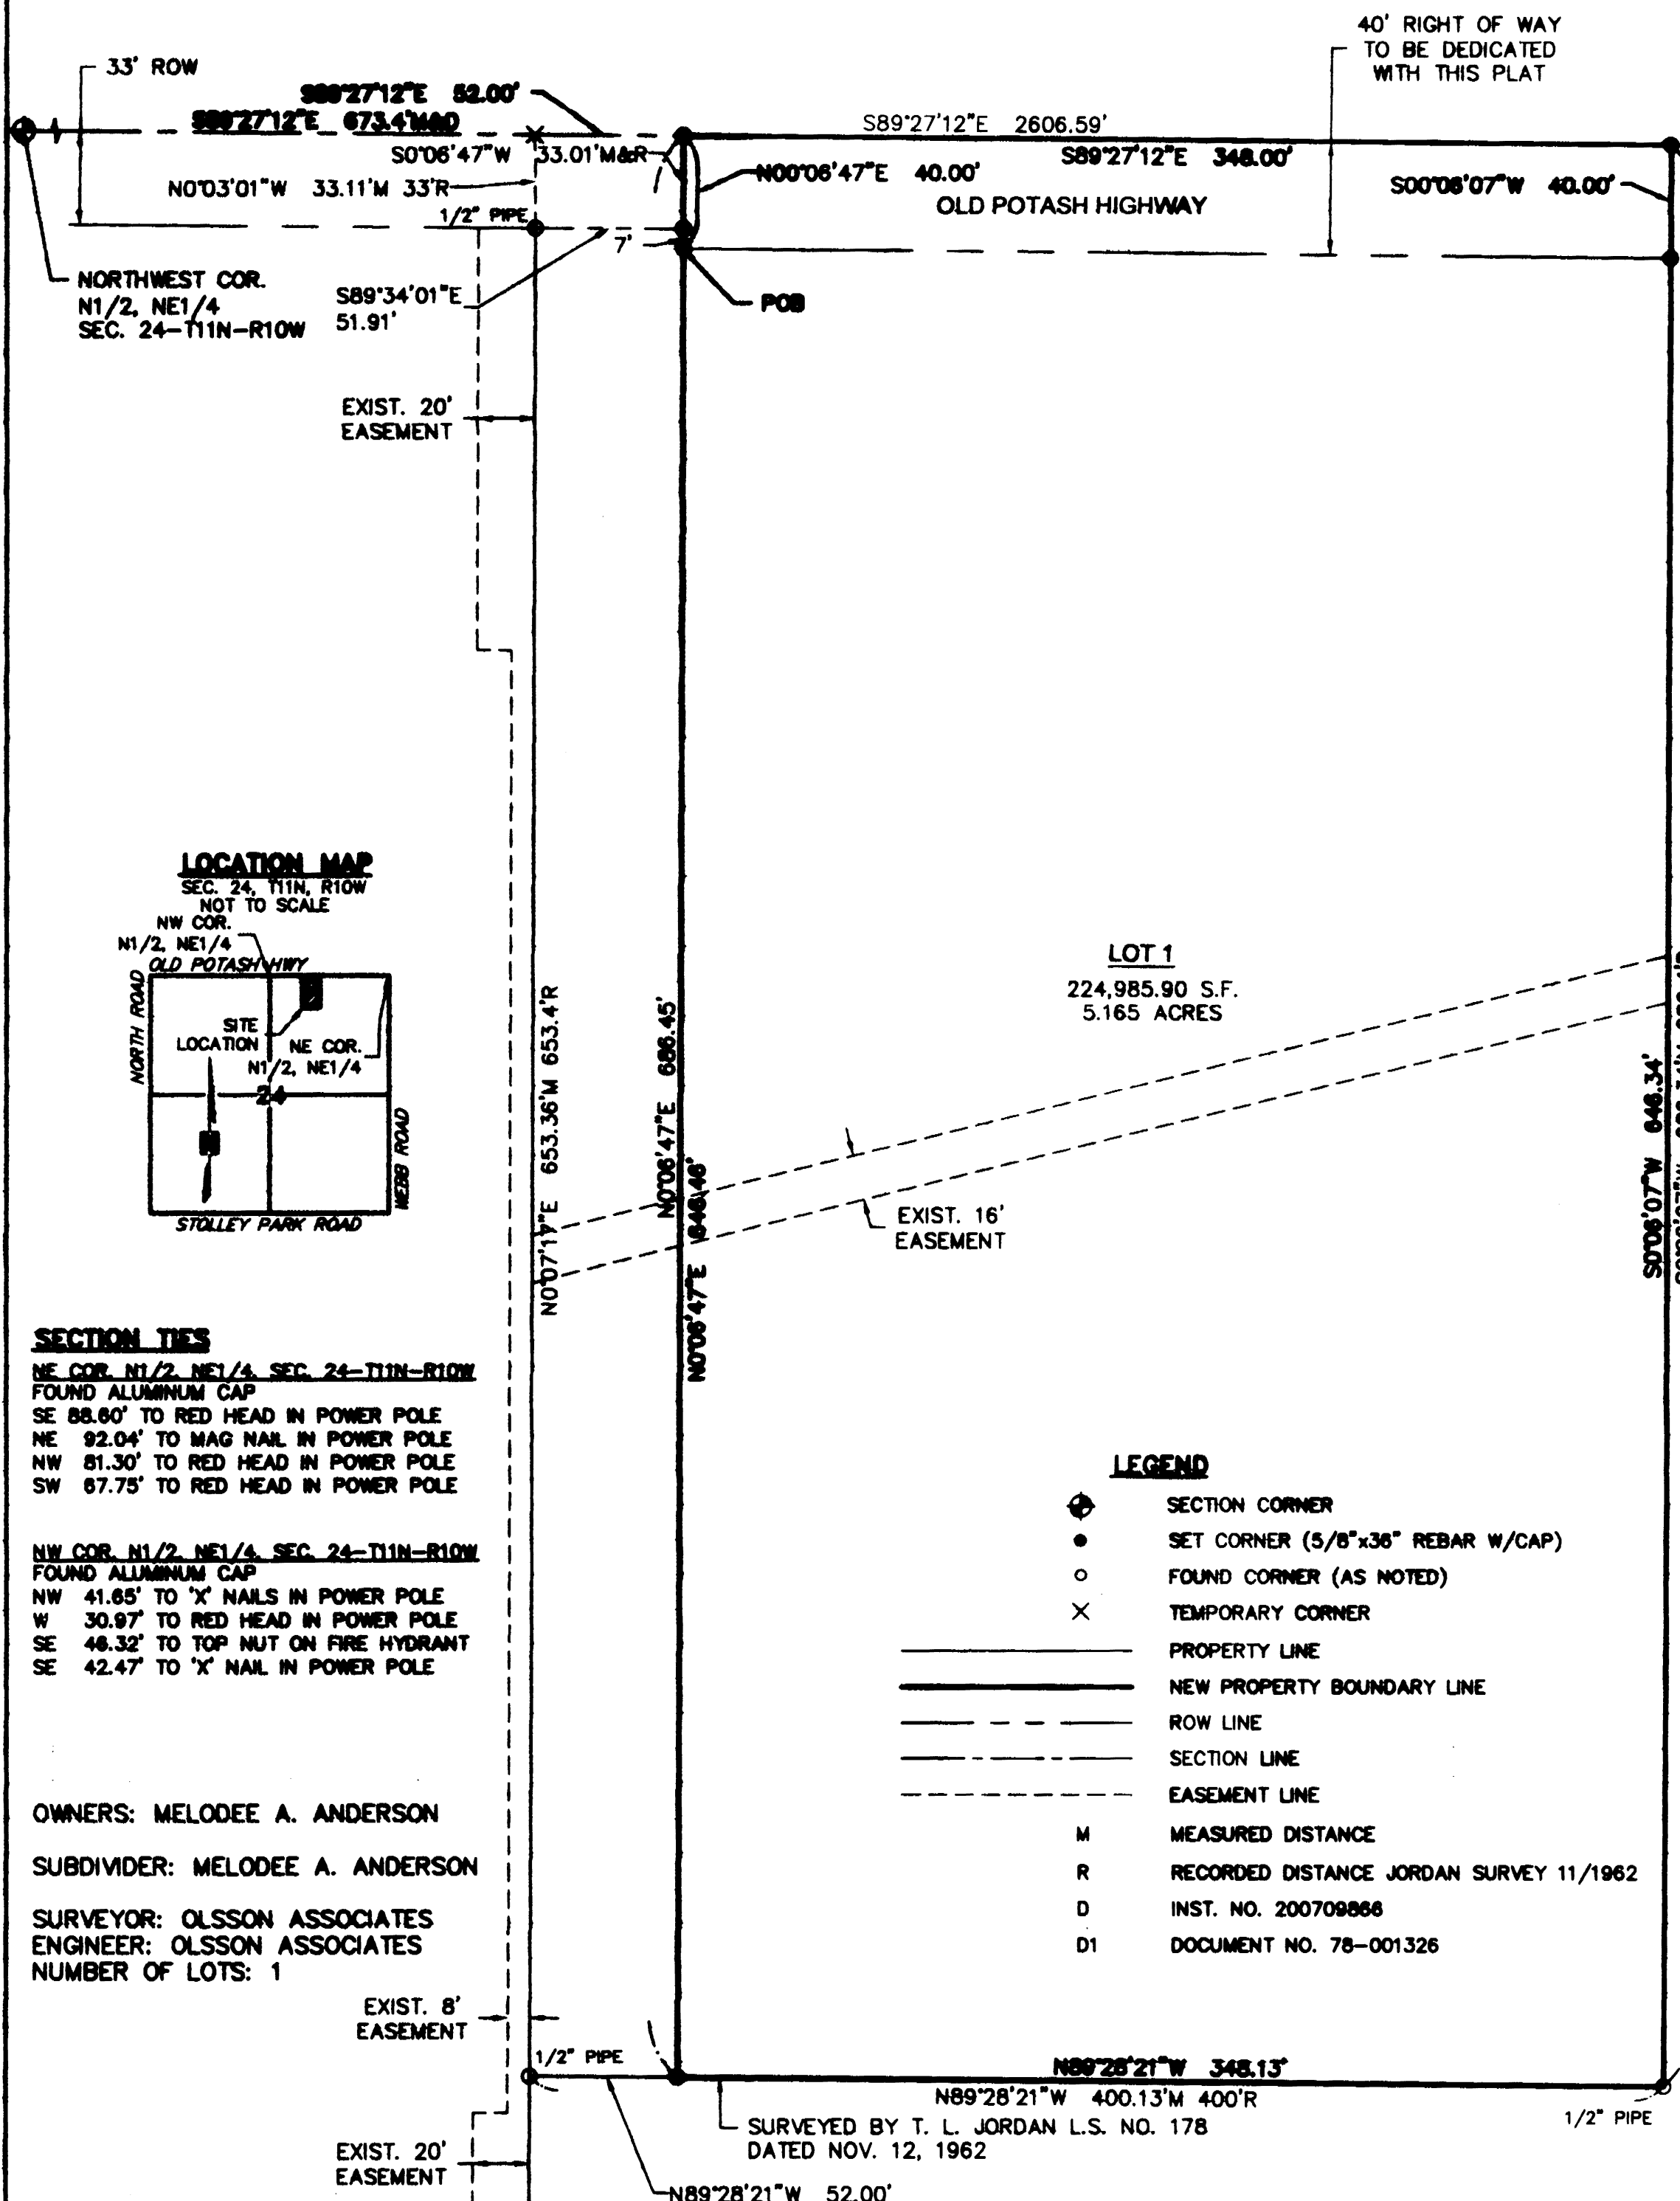 40' RIGHT OF WAY
TO BE DEDICATED
WITH THIS PLAT
33' ROW
S89°27'12"E 52.00'
S89°27'12"E 673.4'M&D
S89°27'12"E 2606.59'
S89°27'12"E 348.00'
S0°06'47"W 33.01'M&R
N00°06'47"E 40.00'
S00°06'07"W 40.00'
N0°03'01"W 33.11'M 33'R
OLD POTASH HIGHWAY
1/2" PIPE
7'
NORTHWEST COR.
N1/2, NE1/4
SEC. 24-T11N-R10W
S89°34'01"E
51.91'
POB
EXIST. 20'
EASEMENT
LOCATION MAP
SEC. 24, T11N, R10W
NOT TO SCALE
NW COR.
N1/2, NE1/4
OLD POTASH HWY
NORTH ROAD
SITE
LOCATION
NE COR.
N1/2, NE1/4
24
WEBB ROAD
STOLLEY PARK ROAD
N0°07'17"E 653.36'M 653.4'R
N0°06'47"E 686.45'
N0°06'47"E 646.46'
LOT 1
224,985.90 S.F.
5.165 ACRES
EXIST. 16'
EASEMENT
S0°06'07"W 646.34'
SECTION TIES
NE COR. N1/2, NE1/4, SEC. 24-T11N-R10W
FOUND ALUMINUM CAP
SE 88.60' TO RED HEAD IN POWER POLE
NE 92.04' TO MAG NAIL IN POWER POLE
NW 81.30' TO RED HEAD IN POWER POLE
SW 67.75' TO RED HEAD IN POWER POLE
NW COR. N1/2, NE1/4, SEC. 24-T11N-R10W
FOUND ALUMINUM CAP
NW 41.65' TO 'X' NAILS IN POWER POLE
W 30.97' TO RED HEAD IN POWER POLE
SE 46.32' TO TOP NUT ON FIRE HYDRANT
SE 42.47' TO 'X' NAIL IN POWER POLE
LEGEND
SECTION CORNER
SET CORNER (5/8"x36" REBAR W/CAP)
FOUND CORNER (AS NOTED)
TEMPORARY CORNER
PROPERTY LINE
NEW PROPERTY BOUNDARY LINE
ROW LINE
SECTION LINE
EASEMENT LINE
M MEASURED DISTANCE
R RECORDED DISTANCE JORDAN SURVEY 11/1962
D INST. NO. 200709866
D1 DOCUMENT NO. 78-001326
OWNERS: MELODEE A. ANDERSON
SUBDIVIDER: MELODEE A. ANDERSON
SURVEYOR: OLSSON ASSOCIATES
ENGINEER: OLSSON ASSOCIATES
NUMBER OF LOTS: 1
EXIST. 8'
EASEMENT
1/2" PIPE
N89°28'21"W 348.13'
N89°28'21"W 400.13'M 400'R
1/2" PIPE
SURVEYED BY T. L. JORDAN L.S. NO. 178
DATED NOV. 12, 1962
EXIST. 20'
EASEMENT
N89°28'21"W 52.00'